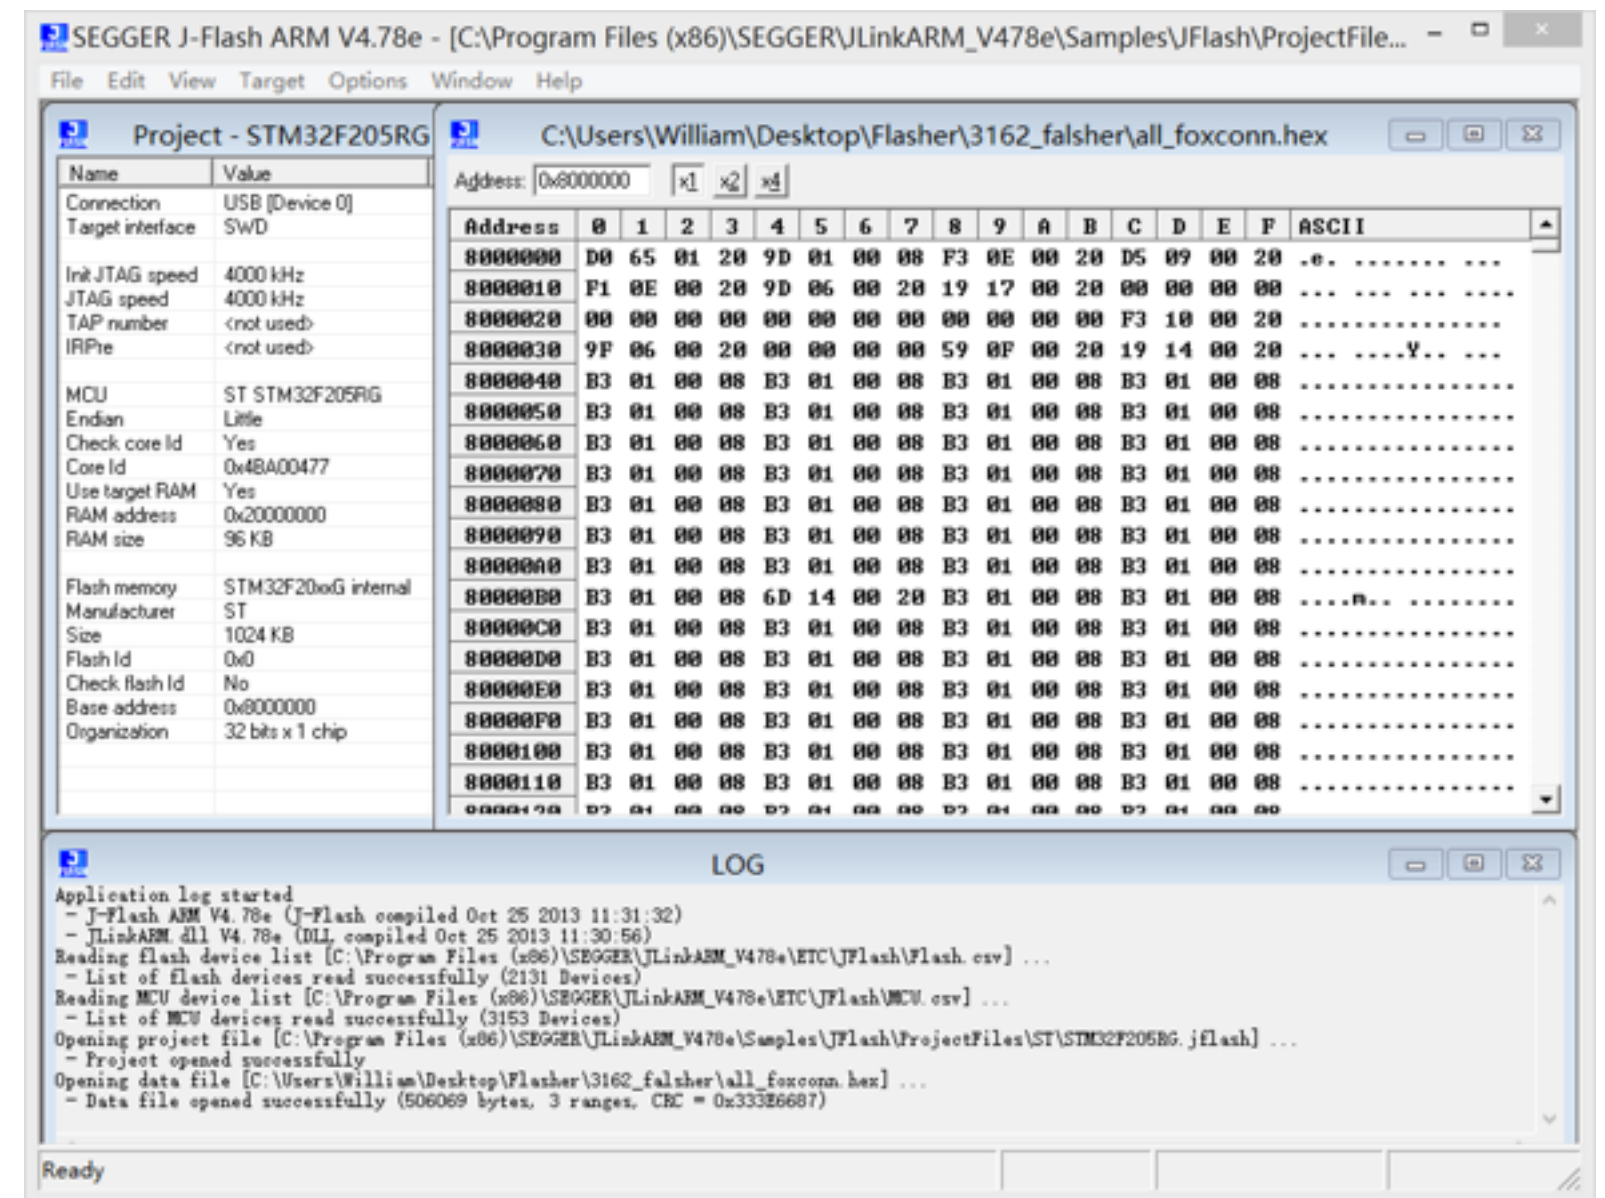 SEGGER J-Flash ARM V4.78e - [C:\Program Files (x86)\SEGGER\JLinkARM_V478e\Samples\JFlash\ProjectFile...
File Edit View Target Options Window Help
Project - STM32F205RG
Name Value
Connection USB [Device 0]
Target interface SWD
Init JTAG speed 4000 kHz
JTAG speed 4000 kHz
TAP number <not used>
IRPre <not used>
MCU ST STM32F205RG
Endian Little
Check core Id Yes
Core Id 0x4BA00477
Use target RAM Yes
RAM address 0x20000000
RAM size 96 KB
Flash memory STM32F20xxG internal
Manufacturer ST
Size 1024 KB
Flash Id 0x0
Check flash Id No
Base address 0x8000000
Organization 32 bits x 1 chip
C:\Users\William\Desktop\Flasher\3162_falsher\all_foxconn.hex
Address: 0x8000000 x1 x2 x4
Address 0 1 2 3 4 5 6 7 8 9 A B C D E F ASCII
8000000 D0 65 01 20 9D 01 00 08 F3 0E 00 20 D5 09 00 20 .e. ....... ...
8000010 F1 0E 00 20 9D 06 00 20 19 17 00 20 00 00 00 00 ... ... ... ....
8000020 00 00 00 00 00 00 00 00 00 00 00 00 F3 10 00 20 ...............
8000030 9F 06 00 20 00 00 00 00 59 0F 00 20 19 14 00 20 ... ....Y.. ...
8000040 B3 01 00 08 B3 01 00 08 B3 01 00 08 B3 01 00 08 ................
8000050 B3 01 00 08 B3 01 00 08 B3 01 00 08 B3 01 00 08 ................
8000060 B3 01 00 08 B3 01 00 08 B3 01 00 08 B3 01 00 08 ................
8000070 B3 01 00 08 B3 01 00 08 B3 01 00 08 B3 01 00 08 ................
8000080 B3 01 00 08 B3 01 00 08 B3 01 00 08 B3 01 00 08 ................
8000090 B3 01 00 08 B3 01 00 08 B3 01 00 08 B3 01 00 08 ................
80000A0 B3 01 00 08 B3 01 00 08 B3 01 00 08 B3 01 00 08 ................
80000B0 B3 01 00 08 6D 14 00 20 B3 01 00 08 B3 01 00 08 ....m.. ........
80000C0 B3 01 00 08 B3 01 00 08 B3 01 00 08 B3 01 00 08 ................
80000D0 B3 01 00 08 B3 01 00 08 B3 01 00 08 B3 01 00 08 ................
80000E0 B3 01 00 08 B3 01 00 08 B3 01 00 08 B3 01 00 08 ................
80000F0 B3 01 00 08 B3 01 00 08 B3 01 00 08 B3 01 00 08 ................
8000100 B3 01 00 08 B3 01 00 08 B3 01 00 08 B3 01 00 08 ................
8000110 B3 01 00 08 B3 01 00 08 B3 01 00 08 B3 01 00 08 ................
LOG
Application log started
- J-Flash ARM V4.78e (J-Flash compiled Oct 25 2013 11:31:32)
- JLinkARM.dll V4.78e (DLL compiled Oct 25 2013 11:30:56)
Reading flash device list [C:\Program Files (x86)\SEGGER\JLinkARM_V478e\ETC\JFlash\Flash.csv] ...
- List of flash devices read successfully (2131 Devices)
Reading MCU device list [C:\Program Files (x86)\SEGGER\JLinkARM_V478e\ETC\JFlash\MCU.csv] ...
- List of MCU devices read successfully (3153 Devices)
Opening project file [C:\Program Files (x86)\SEGGER\JLinkARM_V478e\Samples\JFlash\ProjectFiles\ST\STM32F205RG.jflash] ...
- Project opened successfully
Opening data file [C:\Users\William\Desktop\Flasher\3162_falsher\all_foxconn.hex] ...
- Data file opened successfully (506069 bytes, 3 ranges, CRC = 0x333E6687)
Ready